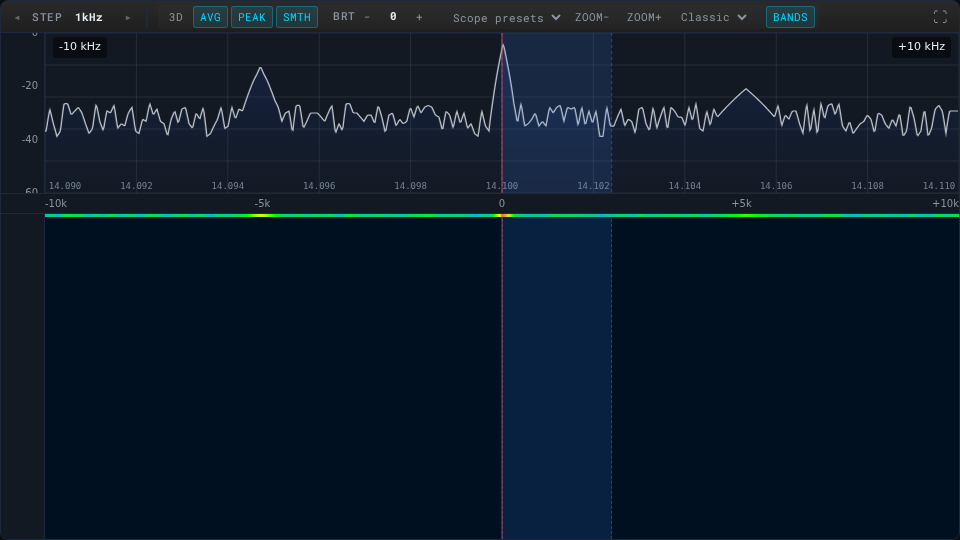 ◂ STEP 1kHz ▸ 3D AVG PEAK SMTH BRT - 0 + Scope presets ZOOM- ZOOM+ Classic BANDS
0
-10 kHz +10 kHz
-20
-40
-60
14.090 14.092 14.094 14.096 14.098 14.100 14.102 14.104 14.106 14.108 14.110
-10k -5k 0 +5k +10k